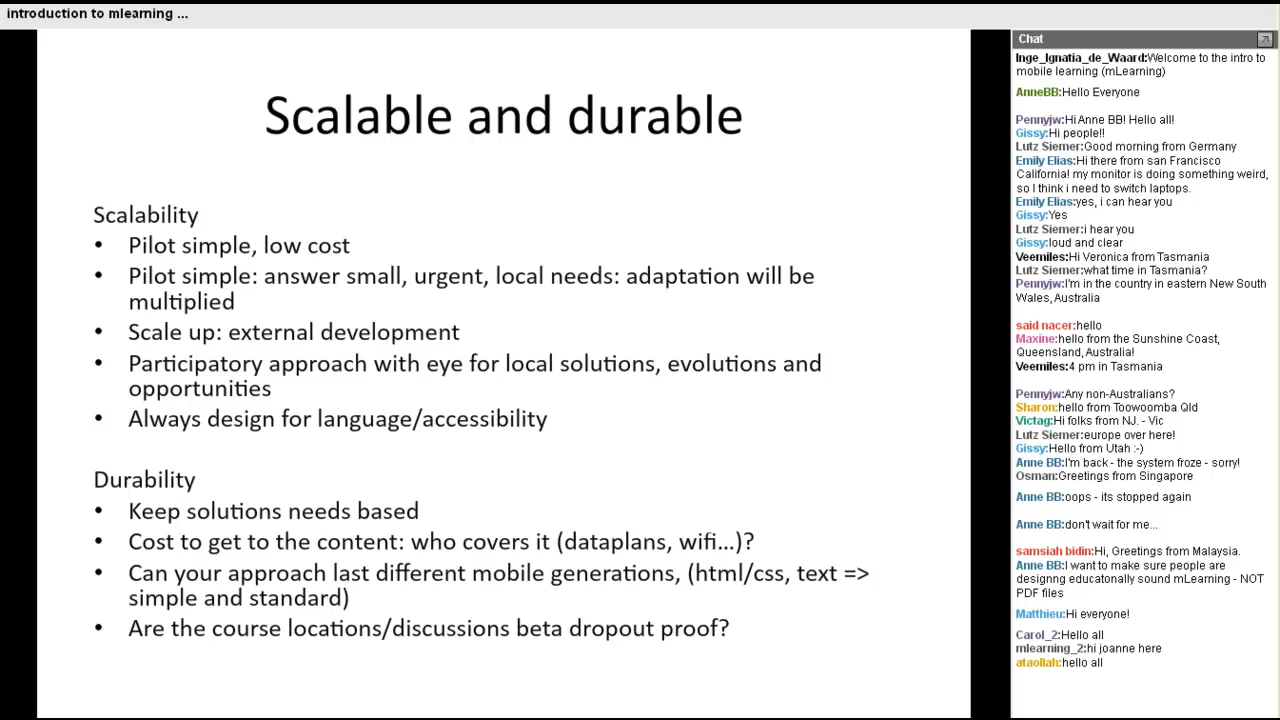 introduction to mlearning ...
Scalable and durable
Scalability
• Pilot simple, low cost
• Pilot simple: answer small, urgent, local needs: adaptation will be
multiplied
• Scale up: external development
• Participatory approach with eye for local solutions, evolutions and
opportunities
• Always design for language/accessibility
Durability
• Keep solutions needs based
• Cost to get to the content: who covers it (dataplans, wifi...)?
• Can your approach last different mobile generations, (html/css, text =>
simple and standard)
• Are the course locations/discussions beta dropout proof?
Chat
Inge_Ignatia_de_Waard:Welcome to the intro to
mobile learning (mLearning)
AnneBB:Hello Everyone
Pennyjw:Hi Anne BB! Hello all!
Gissy:Hi people!!
Lutz Siemer:Good morning from Germany
Emily Elias:Hi there from san Francisco
California! my monitor is doing something weird,
so I think i need to switch laptops.
Emily Elias:yes, i can hear you
Gissy:Yes
Lutz Siemer:i hear you
Gissy:loud and clear
Veemiles:Hi Veronica from Tasmania
Lutz Siemer:what time in Tasmania?
Pennyjw:I'm in the country in eastern New South
Wales, Australia
said nacer:hello
Maxine:hello from the Sunshine Coast,
Queensland, Australia!
Veemiles:4 pm in Tasmania
Pennyjw:Any non-Australians?
Sharon:hello from Toowoomba Qld
Victag:Hi folks from NJ. - Vic
Lutz Siemer:europe over here!
Gissy:Hello from Utah :-)
Anne BB:I'm back - the system froze - sorry!
Osman:Greetings from Singapore
Anne BB:oops - its stopped again
Anne BB:don't wait for me...
samsiah bidin:Hi, Greetings from Malaysia.
Anne BB:I want to make sure people are
designng educatonally sound mLearning - NOT
PDF files
Matthieu:Hi everyone!
Carol_2:Hello all
mlearning_2:hi joanne here
ataollah:hello all